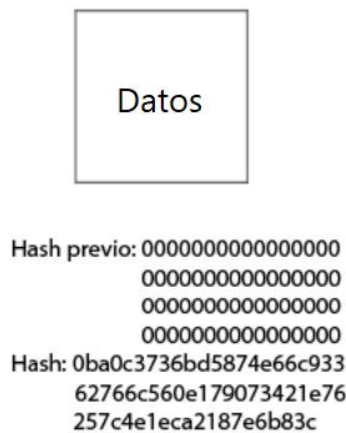 Datos
Hash previo: 0000000000000000
0000000000000000
0000000000000000
0000000000000000
Hash: 0ba0c3736bd5874e66c933
62766c560e179073421e76
257c4e1eca2187e6b83c